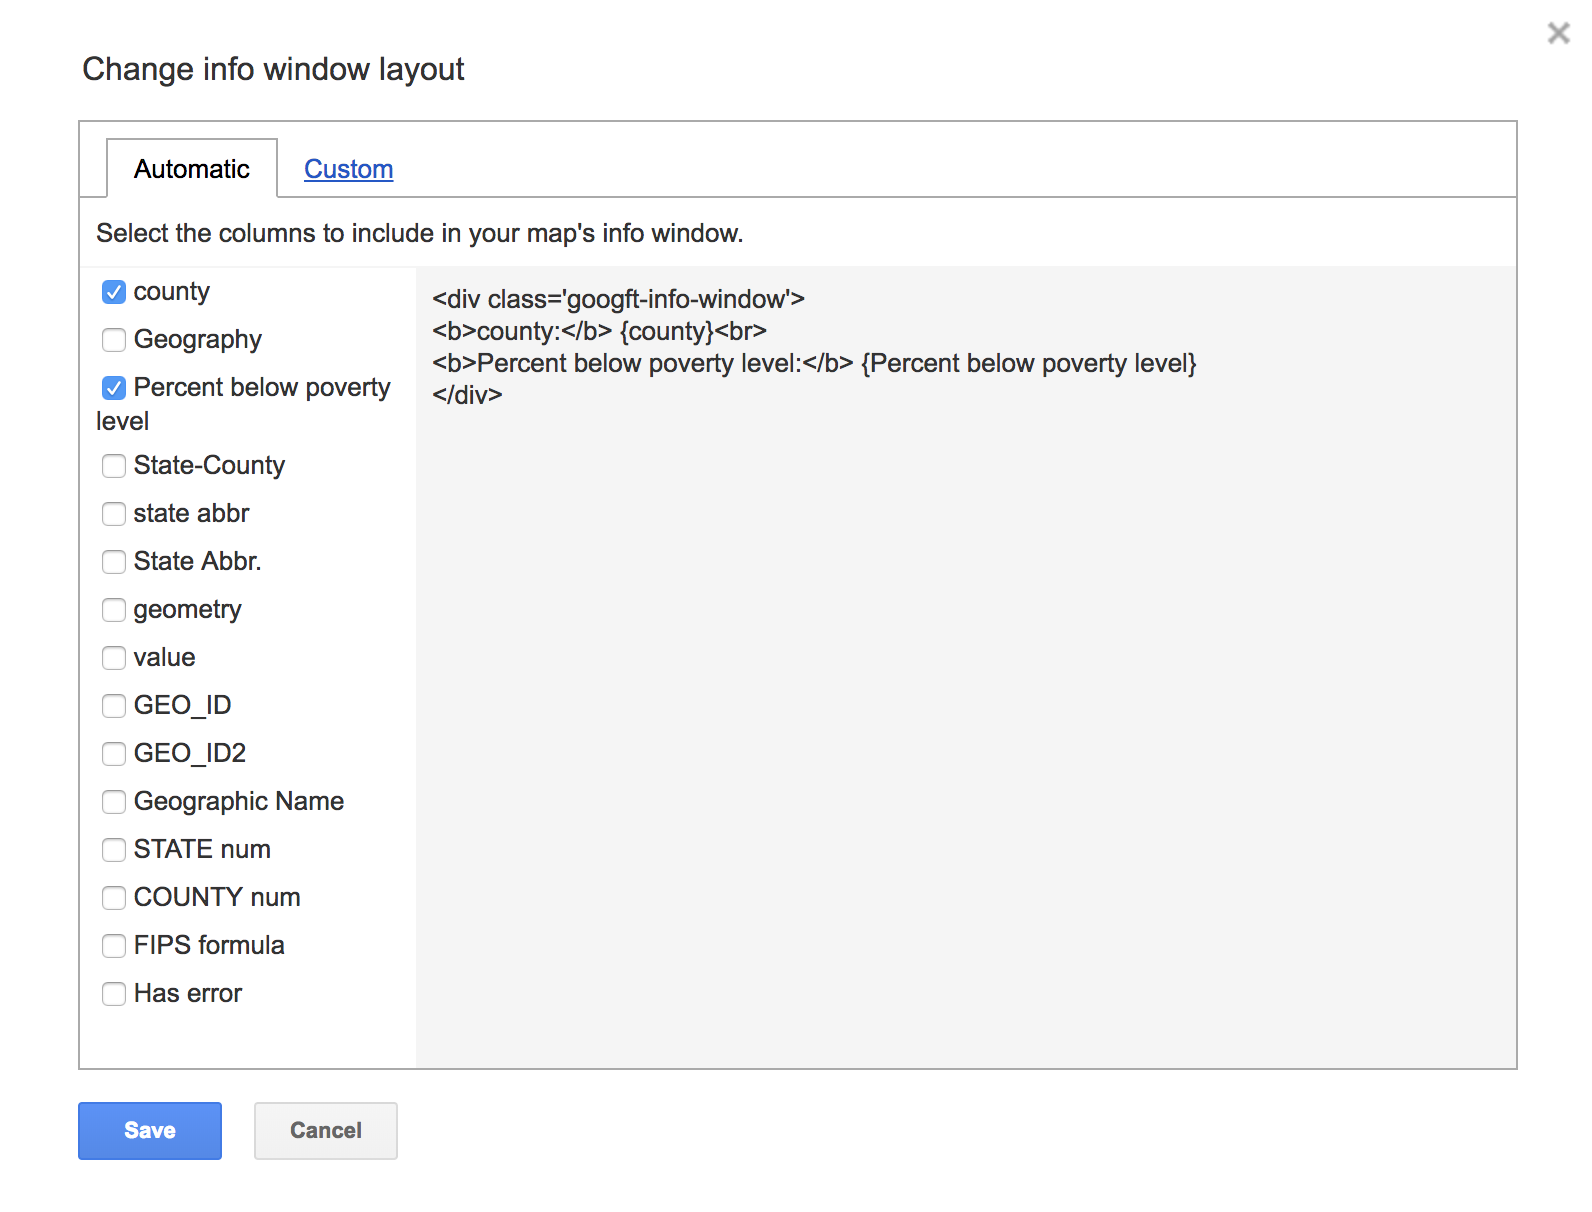 Change info window layout
Automatic
Custom
Select the columns to include in your map's info window.
county
Geography
Percent below poverty
level
State-County
state abbr
State Abbr.
geometry
value
GEO_ID
GEO_ID2
Geographic Name
STATE num
COUNTY num
FIPS formula
Has error
<div class='googft-info-window'>
<b>county:</b> {county}<br>
<b>Percent below poverty level:</b> {Percent below poverty level}
</div>
Save
Cancel